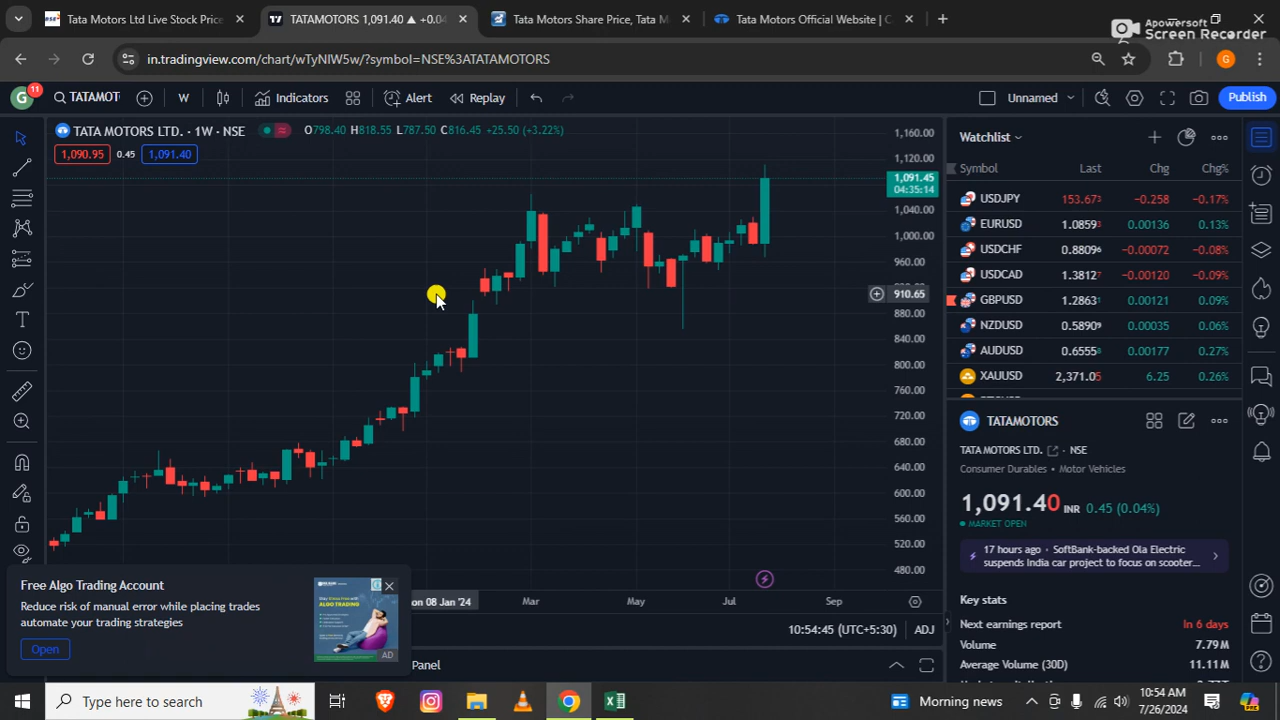 Tata Motors Ltd Live Stock Price
TATAMOTORS 1,091.40 ▲ +0.04
Tata Motors Share Price, Tata M
Tata Motors Official Website | C
Apowersoft
Screen Recorder
in.tradingview.com/chart/wTyNIW5w/?symbol=NSE%3ATATAMOTORS
G
G
11
TATAMOT
W
Indicators
Alert
Replay
Unnamed
Publish
TATA MOTORS LTD. · 1W · NSE
O798.40 H818.55 L787.50 C816.45 +25.50 (+3.22%)
1,090.95
0.45
1,091.40
1,160.00
1,120.00
1,091.45
04:35:14
1,040.00
1,000.00
960.00
910.65
880.00
840.00
800.00
760.00
720.00
680.00
640.00
600.00
560.00
520.00
480.00
on 08 Jan '24
Mar
May
Jul
Sep
10:54:45 (UTC+5:30)
ADJ
Panel
Free Algo Trading Account
Reduce risk of manual error while placing trades
automate your trading strategies
Open
ALGO TRADING
AD
Watchlist
Symbol Last Chg Chg%
USDJPY 153.673 −0.258 −0.17%
EURUSD 1.08593 0.00136 0.13%
USDCHF 0.88096 −0.00072 −0.08%
USDCAD 1.38127 −0.00120 −0.09%
GBPUSD 1.28631 0.00121 0.09%
NZDUSD 0.58909 0.00035 0.06%
AUDUSD 0.65558 0.00177 0.27%
XAUUSD 2,371.05 6.25 0.26%
TATAMOTORS
TATA MOTORS LTD. · NSE
Consumer Durables • Motor Vehicles
1,091.40 INR 0.45 (0.04%)
MARKET OPEN
17 hours ago • SoftBank-backed Ola Electric
suspends India car project to focus on scooter...
Key stats
Next earnings report In 6 days
Volume 7.79M
Average Volume (30D) 11.11M
Type here to search
Morning news
10:54 AM
7/26/2024